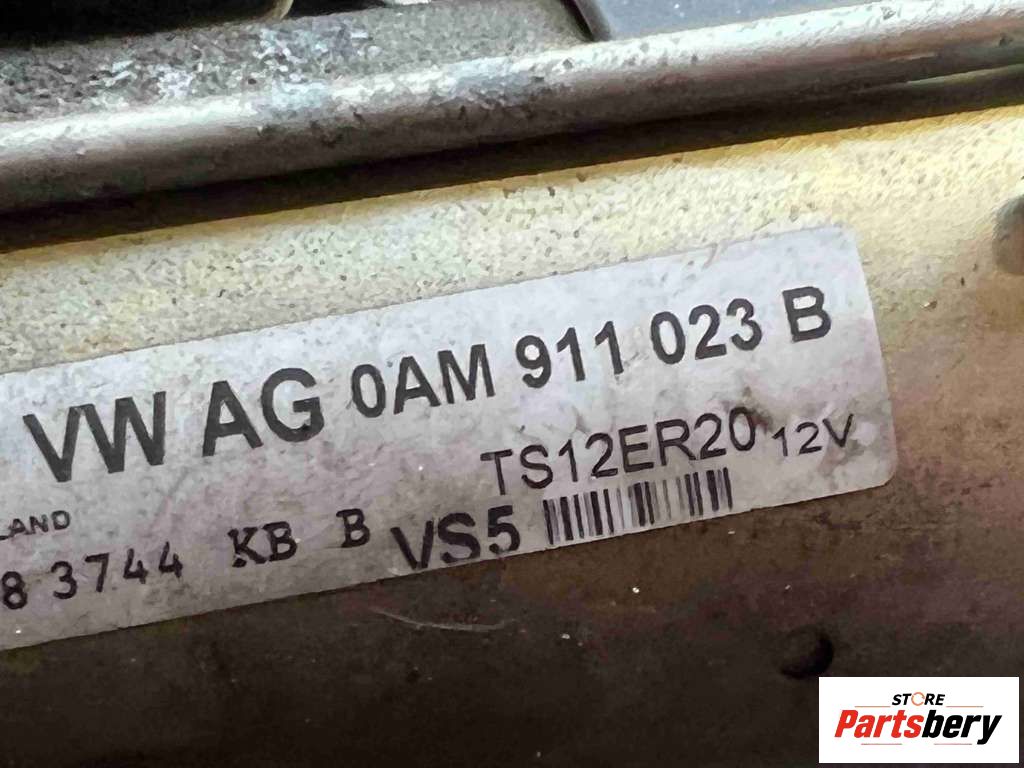 VW AG 0AM 911 023 B
TS12ER20 12V
LAND
8 3744 KB B VS5
STORE
Partsbery